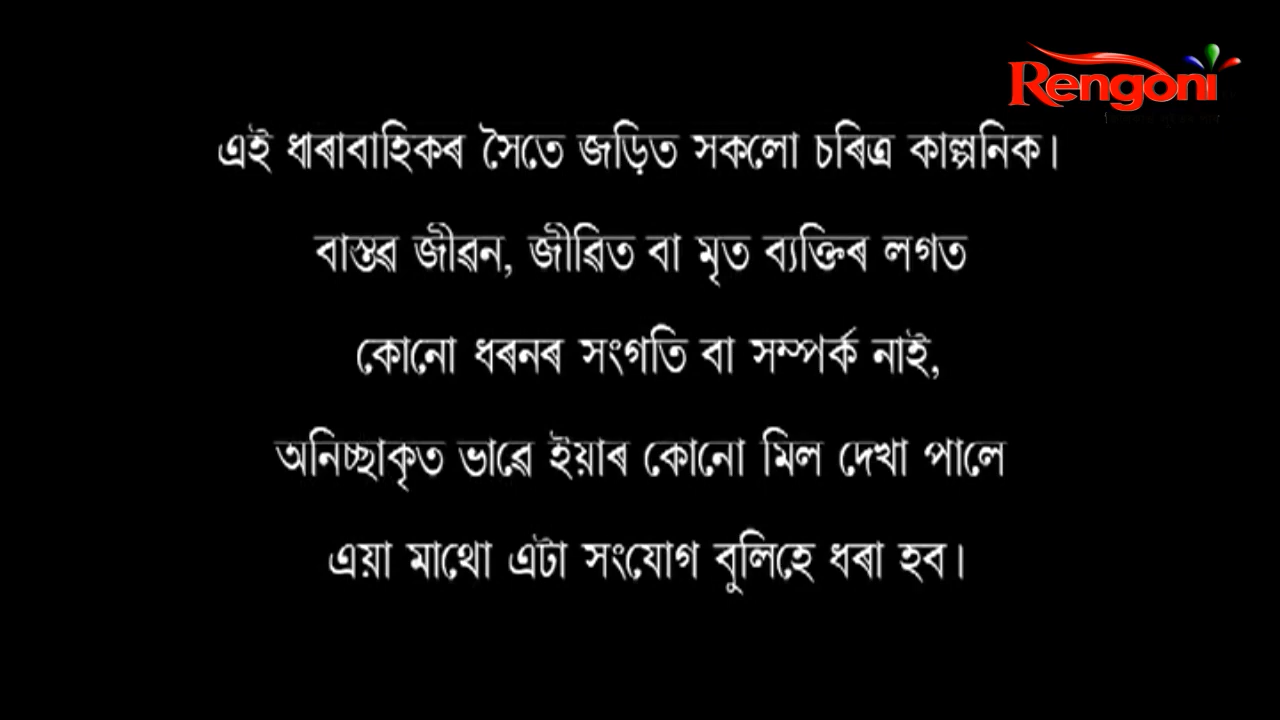 Rengoni
এই ধাৰাবাহিকৰ সৈতে জড়িত সকলো চৰিত্ৰ কাল্পনিক।
বাস্তৱ জীৱন, জীৱিত বা মৃত ব্যক্তিৰ লগত
কোনো ধৰনৰ সংগতি বা সম্পৰ্ক নাই,
অনিচ্ছাকৃত ভাৱে ইয়াৰ কোনো মিল দেখা পালে
এয়া মাথো এটা সংযোগ বুলিহে ধৰা হব।